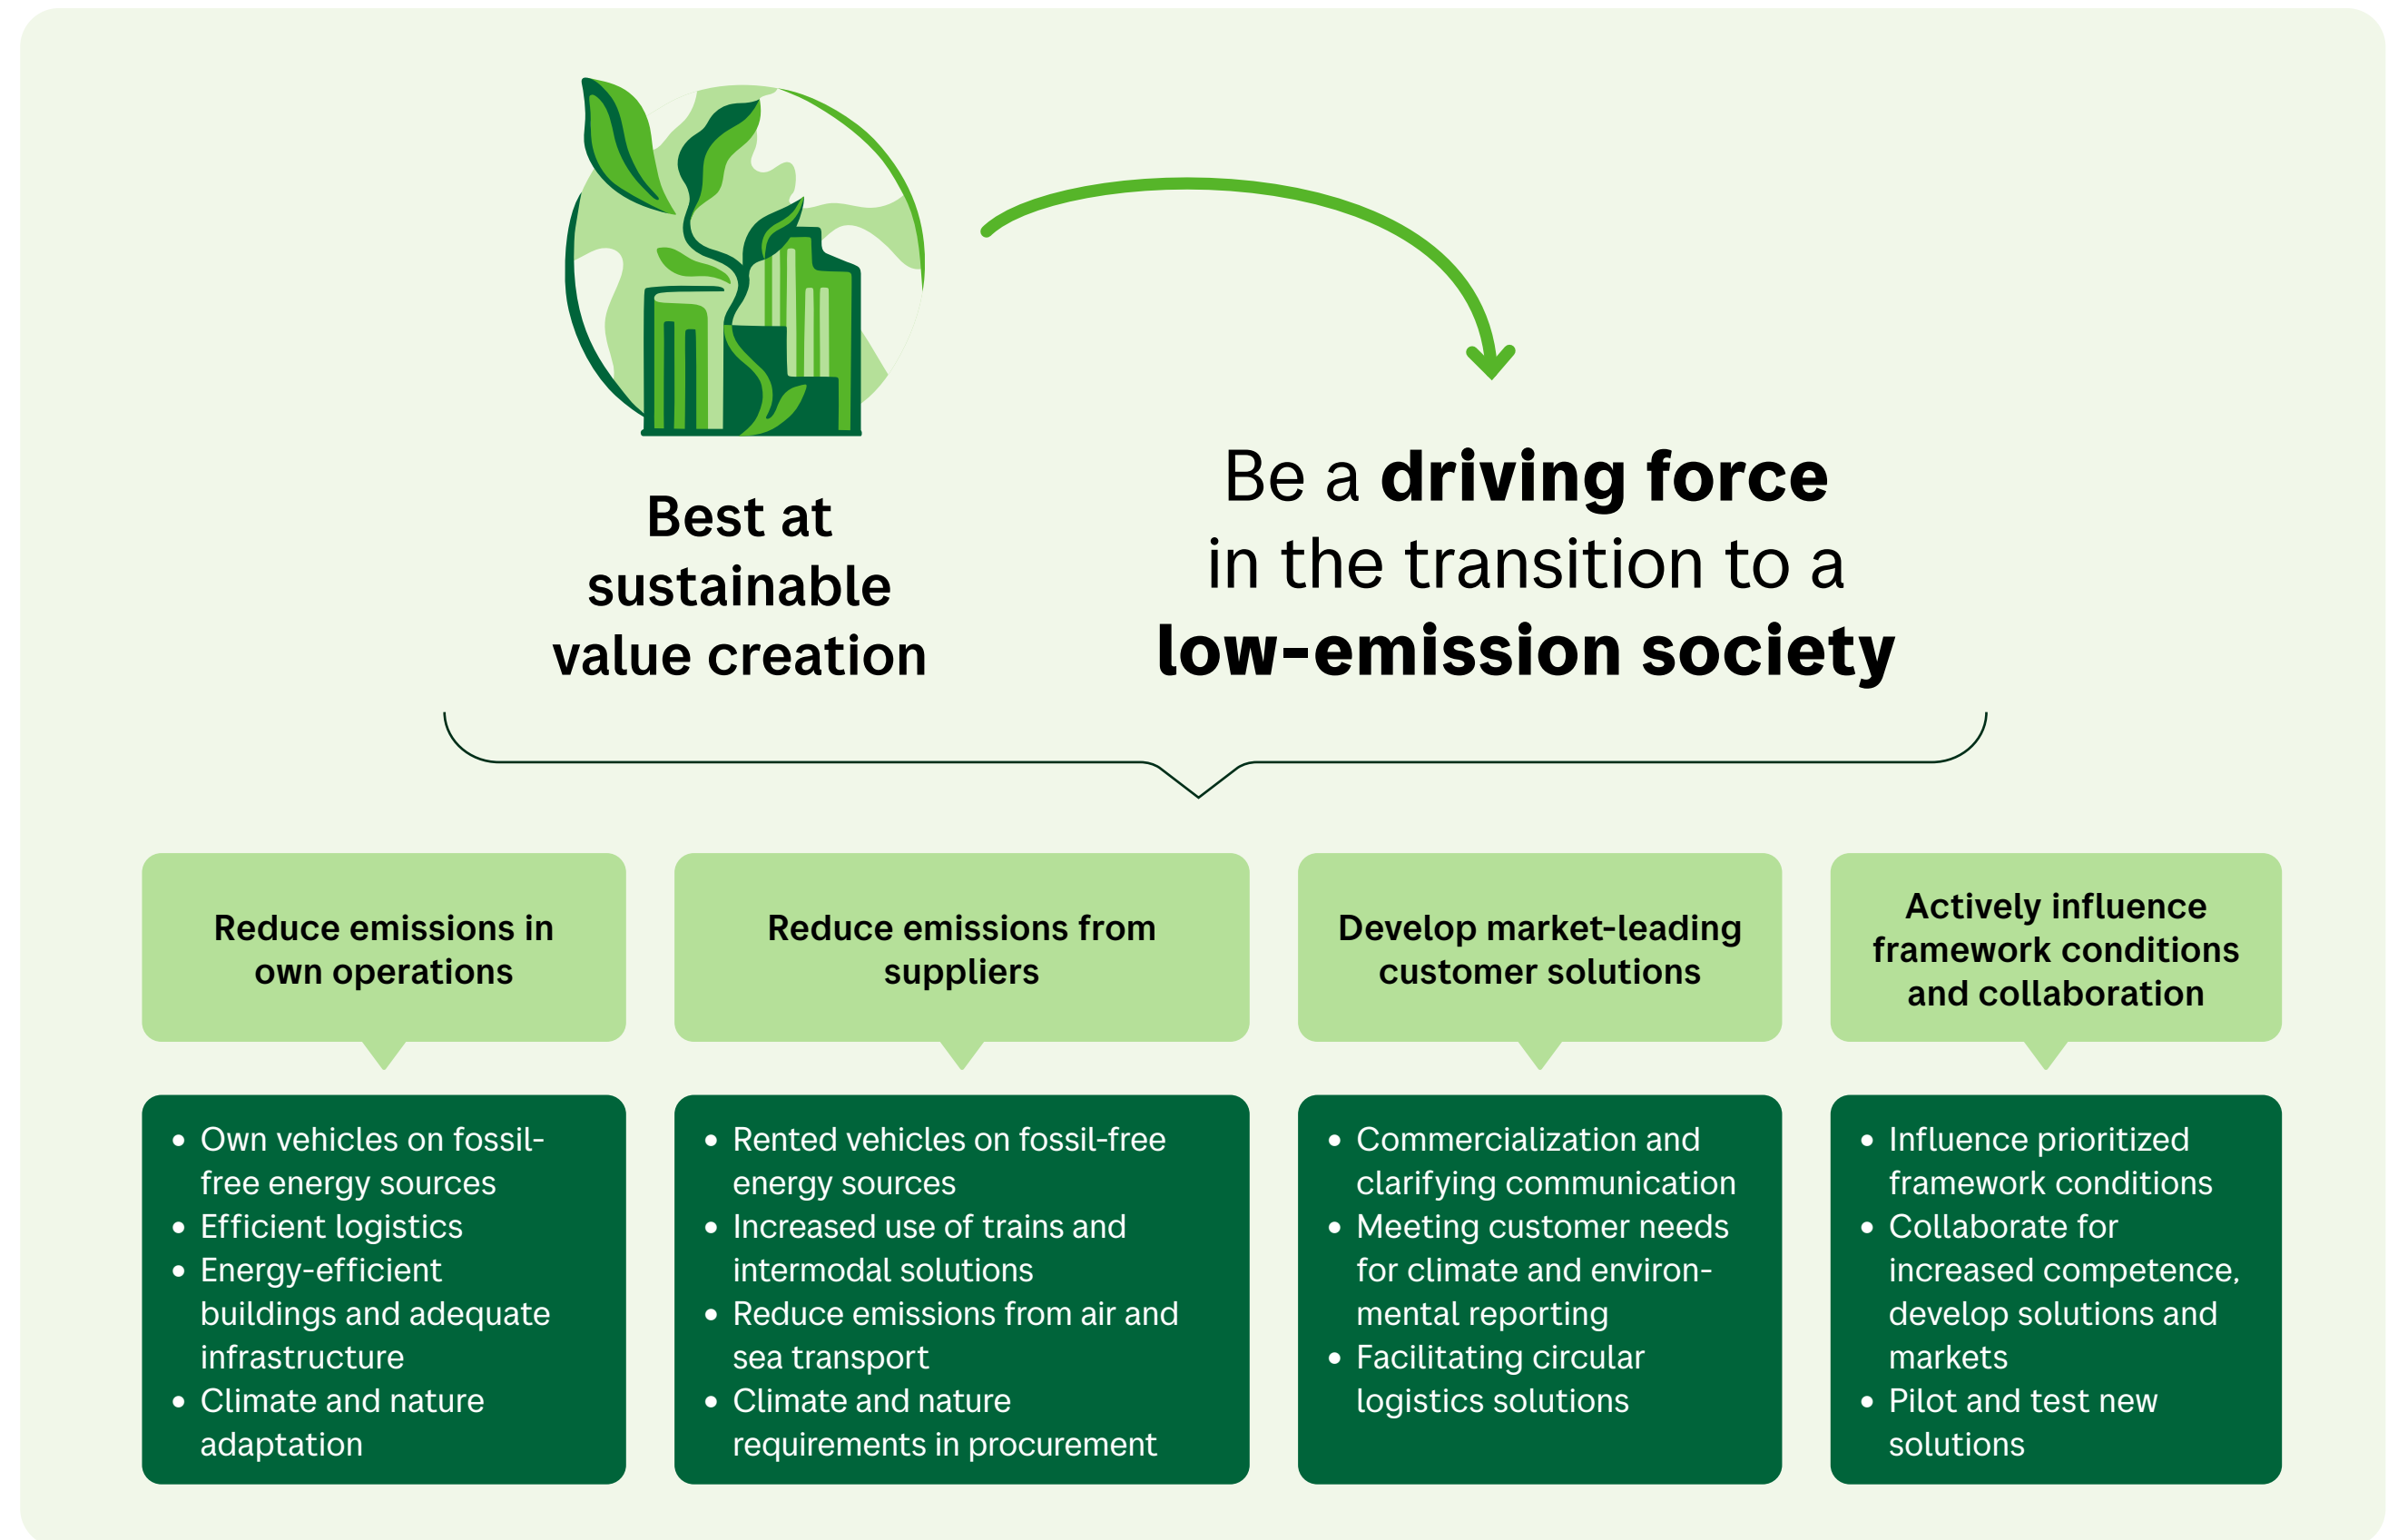 Best at
sustainable
value creation
Be a driving force
in the transition to a
low-emission society
Reduce emissions in
own operations
Own vehicles on fossil-
free energy sources
Efficient logistics
Energy-efficient
buildings and adequate
infrastructure
Climate and nature
adaptation
Reduce emissions from
suppliers
Rented vehicles on fossil-free
energy sources
Increased use of trains and
intermodal solutions
Reduce emissions from air and
sea transport
Climate and nature
requirements in procurement
Develop market-leading
customer solutions
Commercialization and
clarifying communication
Meeting customer needs
for climate and environ-
mental reporting
Facilitating circular
logistics solutions
Actively influence
framework conditions
and collaboration
Influence prioritized
framework conditions
Collaborate for
increased competence,
develop solutions and
markets
Pilot and test new
solutions